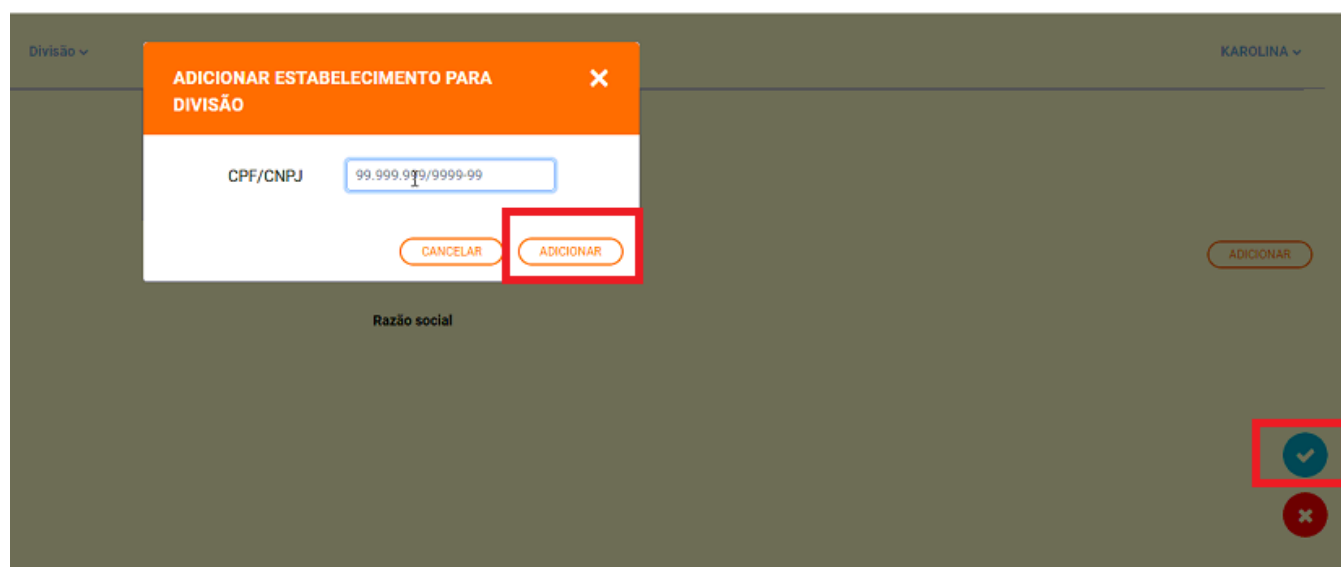 Divisão
KAROLINA
ADICIONAR ESTABELECIMENTO PARA
DIVISÃO
CPF/CNPJ
99.999.999/9999-99
CANCELAR
ADICIONAR
ADICIONAR
Razão social